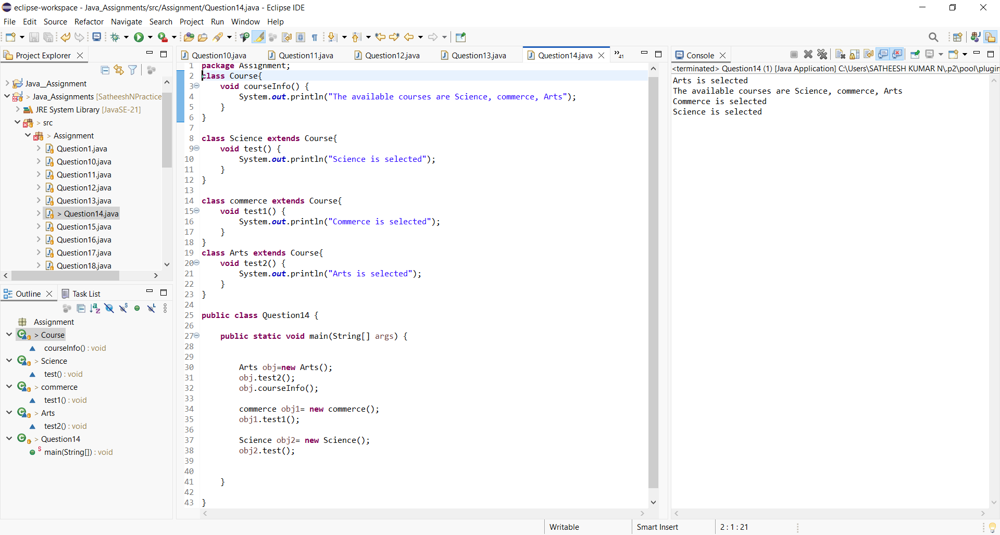 eclipse-workspace - Java_Assignments/src/Assignment/Question14.java - Eclipse IDE
File Edit Source Refactor Navigate Search Project Run Window Help
Project Explorer
Java__Assignment
> Java_Assignments [SatheeshNPractice
JRE System Library [JavaSE-21]
> src
> Assignment
Question1.java
Question10.java
Question11.java
Question12.java
Question13.java
> Question14.java
Question15.java
Question16.java
Question17.java
Question18.java
Outline Task List
Assignment
> Course
courseInfo() : void
> Science
test() : void
> commerce
test1() : void
> Arts
test2() : void
> Question14
main(String[]) : void
Question10.java Question11.java Question12.java Question13.java Question14.java »41
1 package Assignment;
2 class Course{
3 void courseInfo() {
4 System.out.println("The available courses are Science, commerce, Arts");
5 }
6 }
7
8 class Science extends Course{
9 void test() {
10 System.out.println("Science is selected");
11 }
12 }
13
14 class commerce extends Course{
15 void test1() {
16 System.out.println("Commerce is selected");
17 }
18 }
19 class Arts extends Course{
20 void test2() {
21 System.out.println("Arts is selected");
22 }
23 }
24
25 public class Question14 {
26
27 public static void main(String[] args) {
28
29
30 Arts obj=new Arts();
31 obj.test2();
32 obj.courseInfo();
33
34 commerce obj1= new commerce();
35 obj1.test1();
36
37 Science obj2= new Science();
38 obj2.test();
39
40
41 }
42
43 }
Console
<terminated> Question14 (1) [Java Application] C:\Users\SATHEESH KUMAR N\.p2\pool\plugin
Arts is selected
The available courses are Science, commerce, Arts
Commerce is selected
Science is selected
Writable Smart Insert 2 : 1 : 21